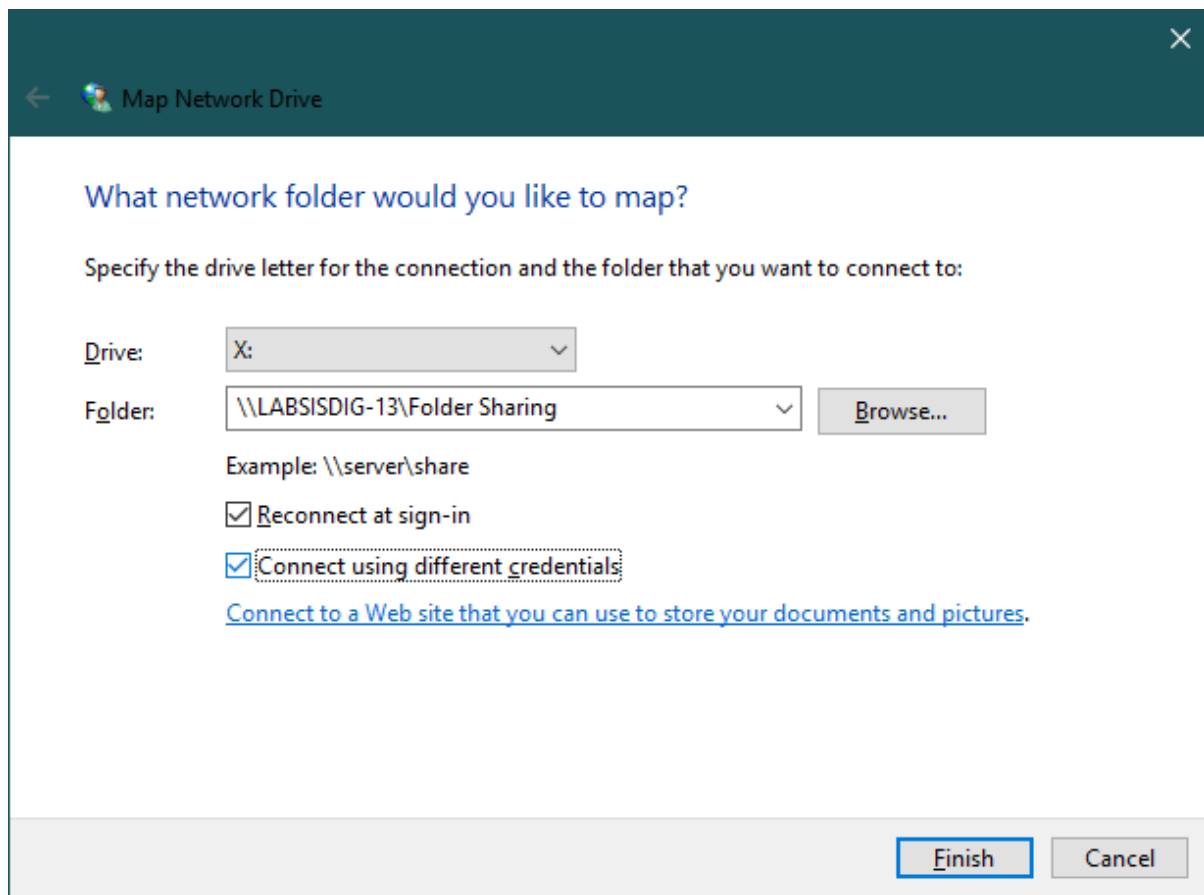 Map Network Drive
What network folder would you like to map?
Specify the drive letter for the connection and the folder that you want to connect to:
Drive: X:
Folder: \\LABSISDIG-13\Folder Sharing Browse...
Example: \\server\share
Reconnect at sign-in
Connect using different credentials
Connect to a Web site that you can use to store your documents and pictures.
Finish Cancel